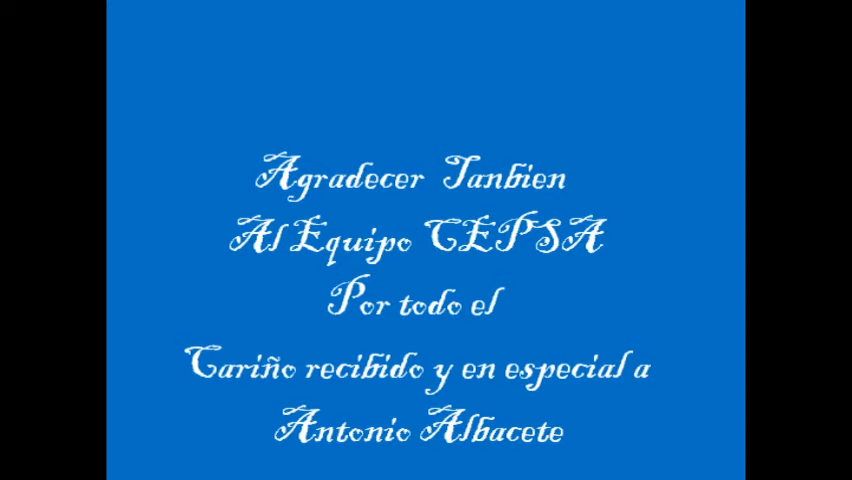 Agradecer Tanbien
Al Equipo CEPSA
Por todo el
Cariño recibido y en especial a
Antonio Albacete